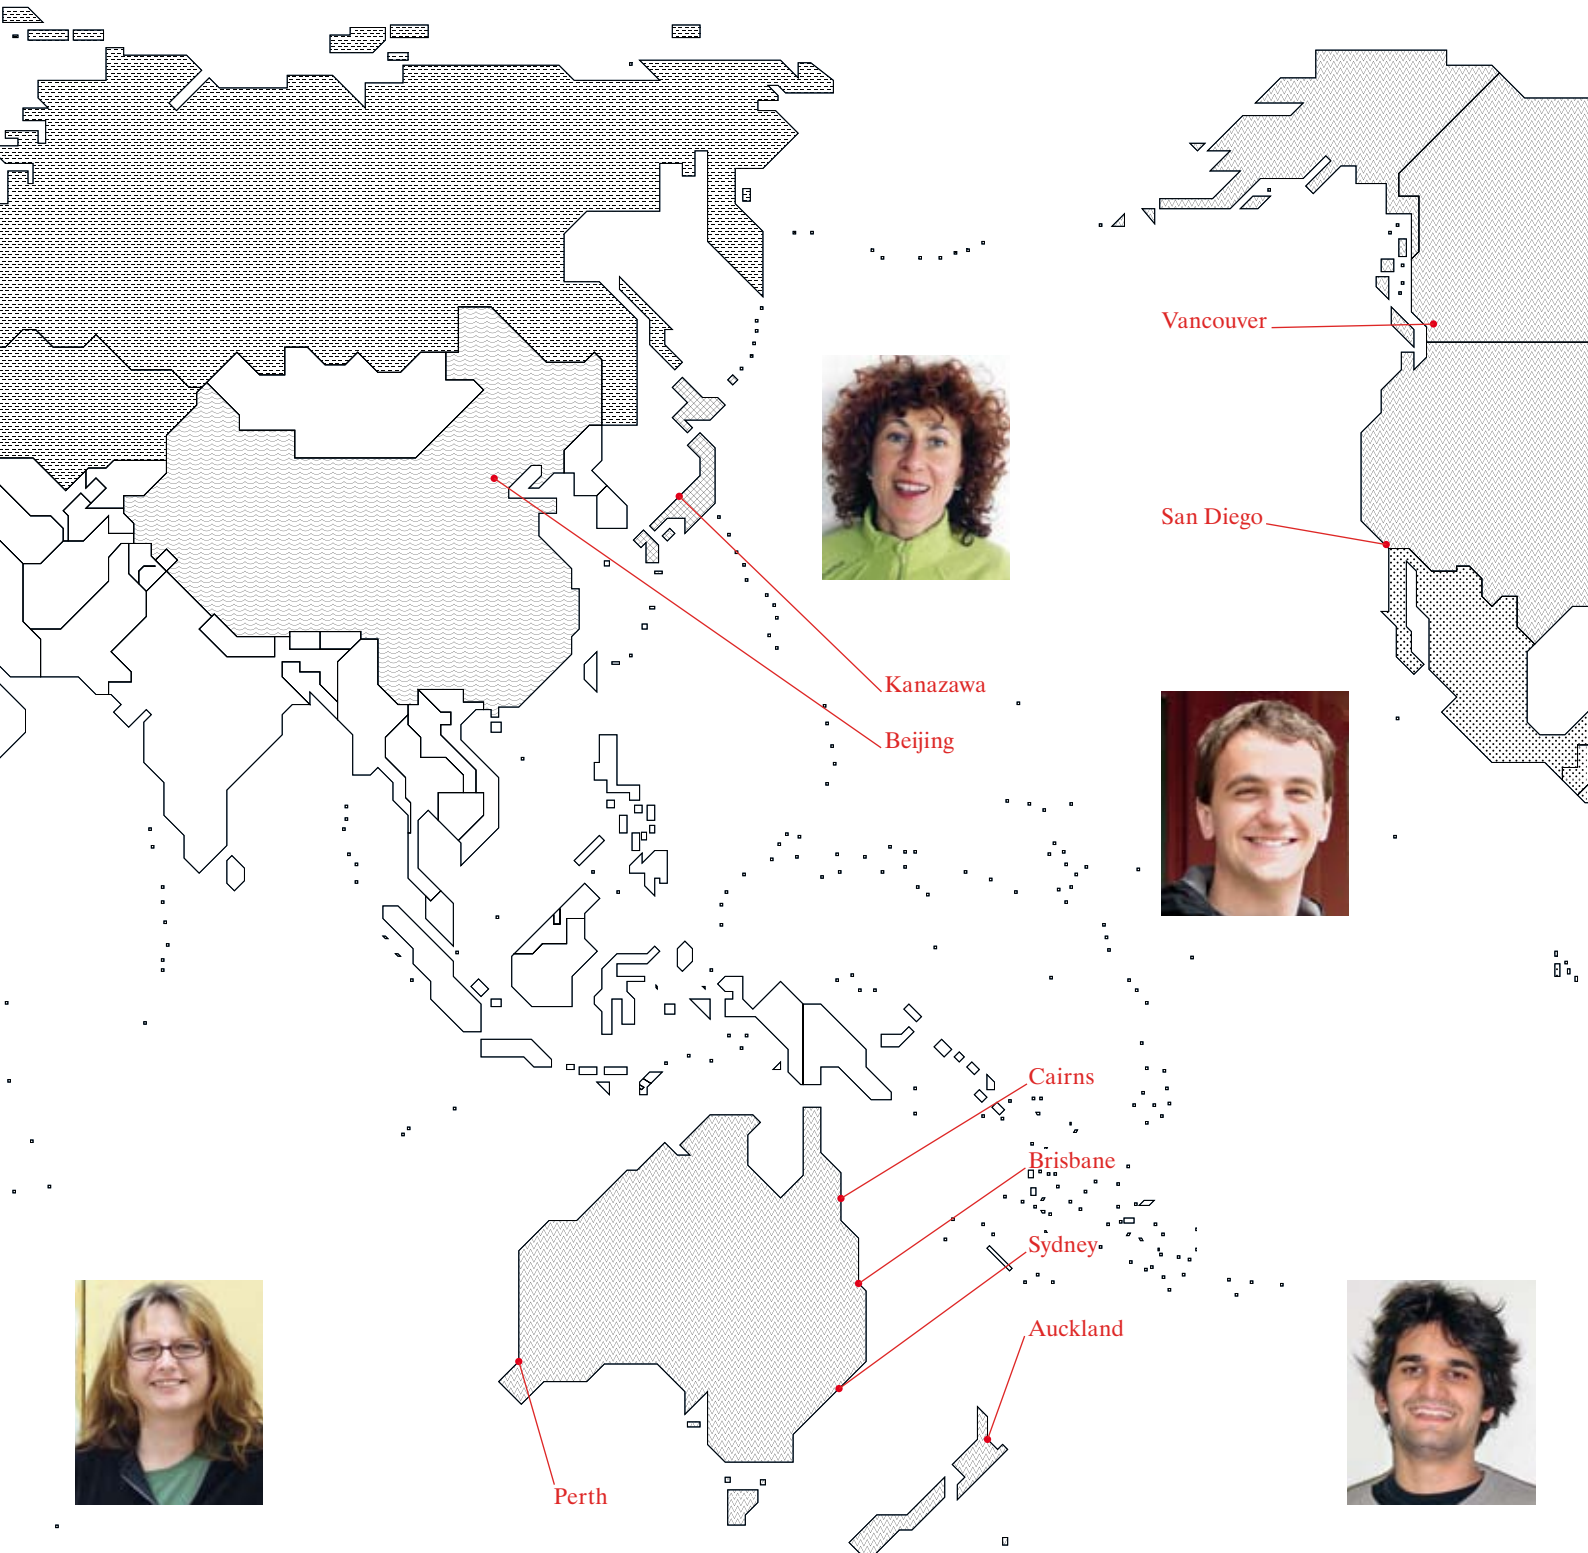 Vancouver
San Diego
Kanazawa
Beijing
Cairns
Brisbane
Sydney
Auckland
Perth